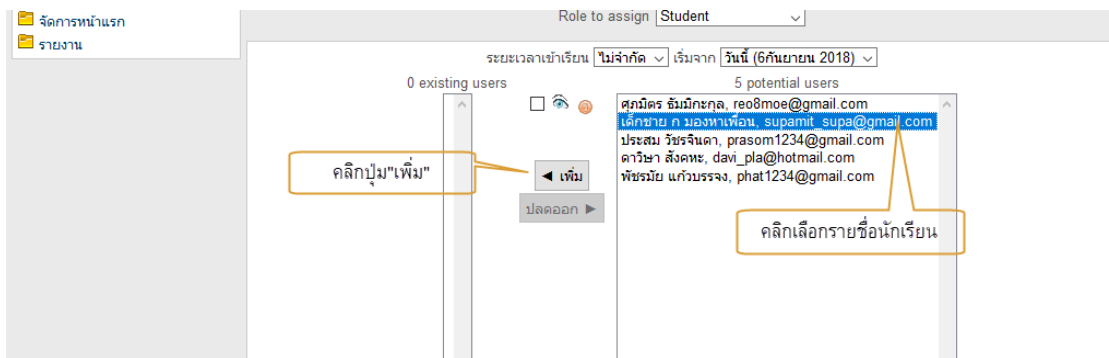 จัดการหน้าแรก
รายงาน
Role to assign Student
ระยะเวลาเข้าเรียน ไม่จำกัด เริ่มจาก วันนี้ (6กันยายน 2018)
0 existing users
5 potential users
ศุภมิตร ธัมมิกะกุล, reo8moe@gmail.com
เด็กชาย ก มองหาเพื่อน, supamit_supa@gmail.com
ประสม วัชรจินดา, prasom1234@gmail.com
ดาวิษา สังคหะ, davi_pla@hotmail.com
พัชรมัย แก้วบรรจง, phat1234@gmail.com
คลิกปุ่ม"เพิ่ม"
◄ เพิ่ม
ปลดออก ►
คลิกเลือกรายชื่อนักเรียน